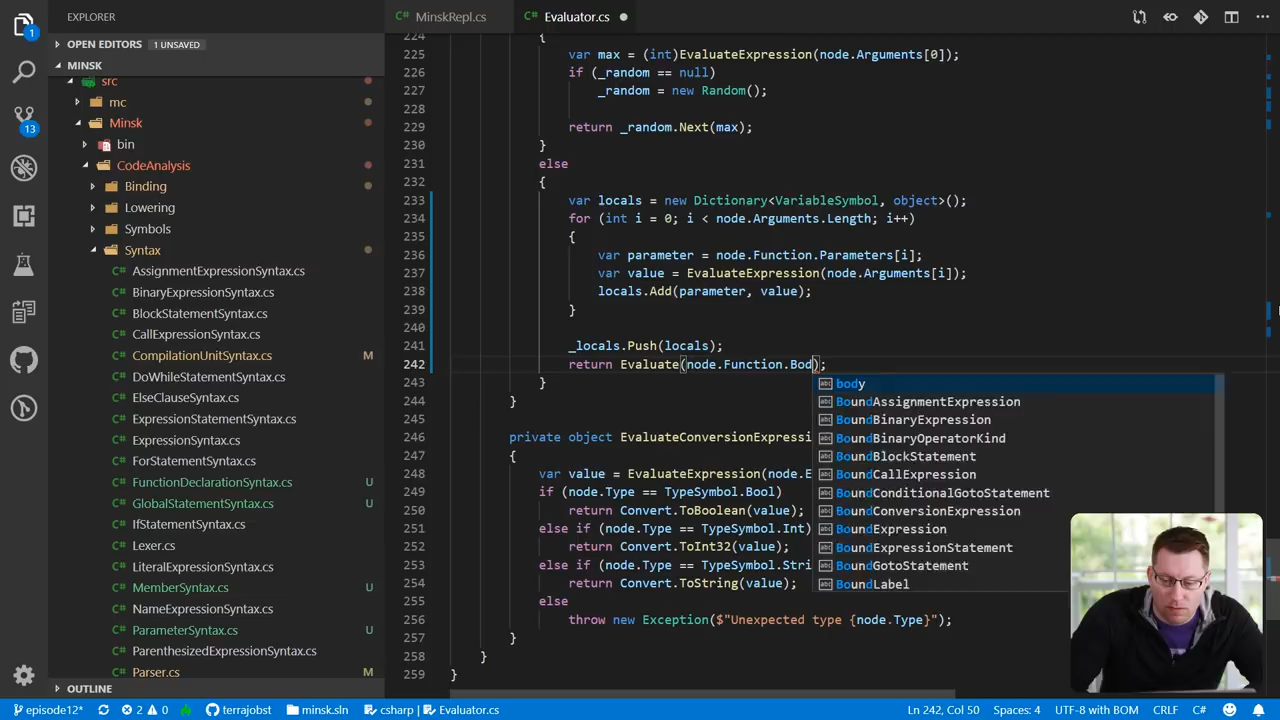 EXPLORER
MinskRepl.cs
Evaluator.cs
OPEN EDITORS 1 UNSAVED
MINSK
src
mc
Minsk
bin
CodeAnalysis
Binding
Lowering
Symbols
Syntax
AssignmentExpressionSyntax.cs
BinaryExpressionSyntax.cs
BlockStatementSyntax.cs
CallExpressionSyntax.cs
CompilationUnitSyntax.cs M
DoWhileStatementSyntax.cs
ElseClauseSyntax.cs
ExpressionStatementSyntax.cs
ExpressionSyntax.cs
ForStatementSyntax.cs
FunctionDeclarationSyntax.cs U
GlobalStatementSyntax.cs U
IfStatementSyntax.cs
Lexer.cs
LiteralExpressionSyntax.cs
MemberSyntax.cs U
NameExpressionSyntax.cs
ParameterSyntax.cs U
ParenthesizedExpressionSyntax.cs
Parser.cs M
OUTLINE
1
13
224 {
225 var max = (int)EvaluateExpression(node.Arguments[0]);
226 if (_random == null)
227 _random = new Random();
228
229 return _random.Next(max);
230 }
231 else
232 {
233 var locals = new Dictionary<VariableSymbol, object>();
234 for (int i = 0; i < node.Arguments.Length; i++)
235 {
236 var parameter = node.Function.Parameters[i];
237 var value = EvaluateExpression(node.Arguments[i]);
238 locals.Add(parameter, value);
239 }
240
241 _locals.Push(locals);
242 return Evaluate(node.Function.Bod);
243 }
244 }
245
246 private object EvaluateConversionExpressi
247 {
248 var value = EvaluateExpression(node.E
249 if (node.Type == TypeSymbol.Bool)
250 return Convert.ToBoolean(value);
251 else if (node.Type == TypeSymbol.Int)
252 return Convert.ToInt32(value);
253 else if (node.Type == TypeSymbol.Stri
254 return Convert.ToString(value);
255 else
256 throw new Exception($"Unexpected type {node.Type}");
257 }
258 }
259 }
body
BoundAssignmentExpression
BoundBinaryExpression
BoundBinaryOperatorKind
BoundBlockStatement
BoundCallExpression
BoundConditionalGotoStatement
BoundConversionExpression
BoundExpression
BoundExpressionStatement
BoundGotoStatement
BoundLabel
episode12* 2 0 terrajobst minsk.sln csharp | Evaluator.cs Ln 242, Col 50 Spaces: 4 UTF-8 with BOM CRLF C#